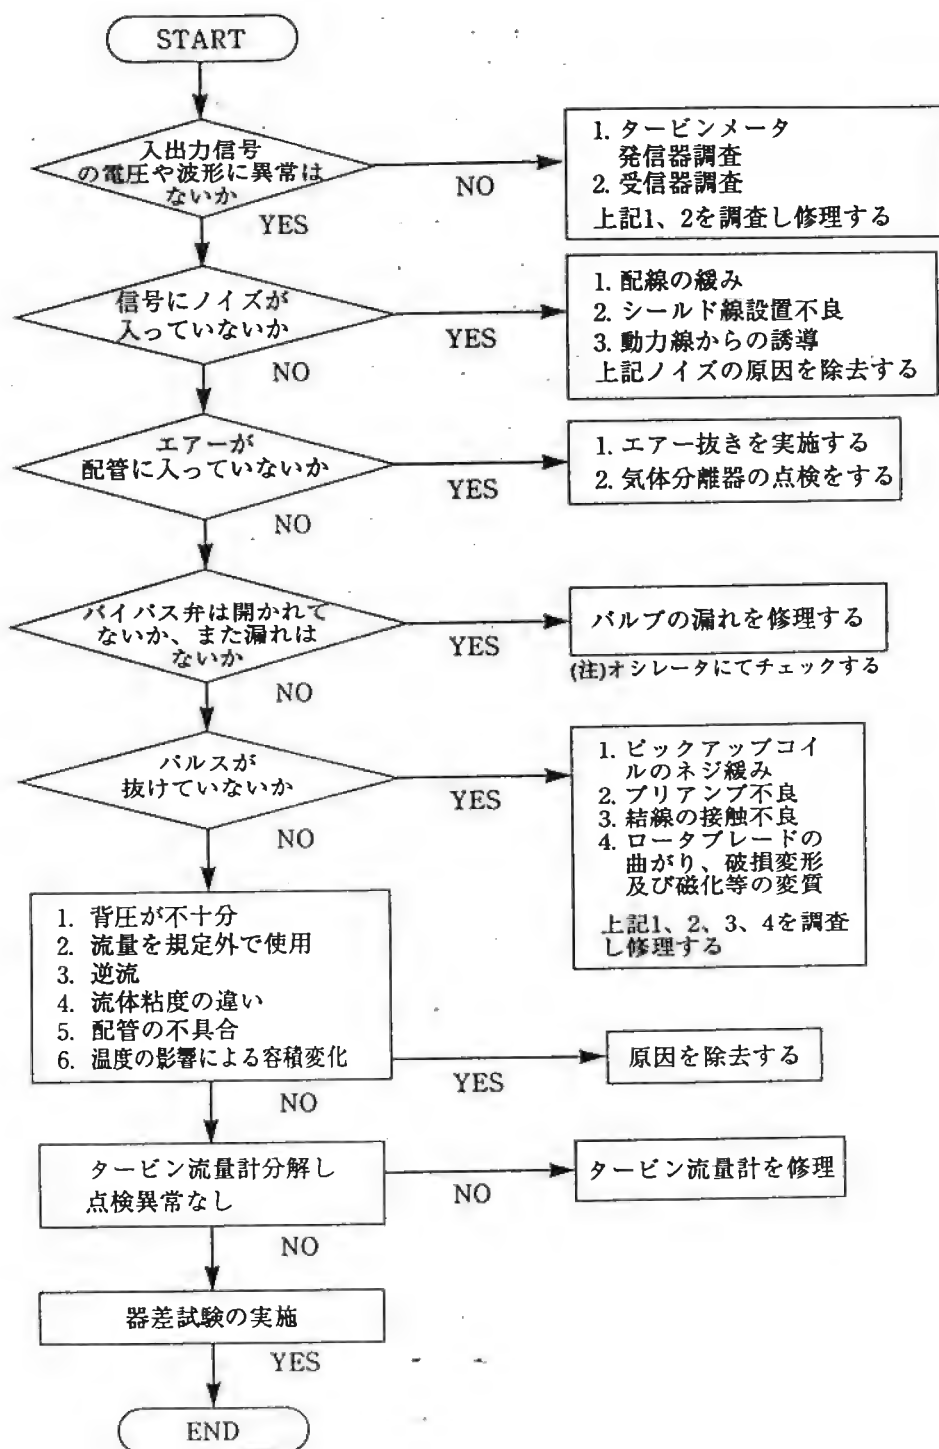 START
入出力信号
の電圧や波形に異常は
ないか
NO
YES
1. タービンメータ
発信器調査
2. 受信器調査
上記1、2を調査し修理する
信号にノイズが
入っていないか
YES
NO
1. 配線の緩み
2. シールド線設置不良
3. 動力線からの誘導
上記ノイズの原因を除去する
エアーが
配管に入っていないか
YES
NO
1. エアー抜きを実施する
2. 気体分離器の点検をする
バイパス弁は開かれて
ないか、また漏れは
ないか
YES
NO
バルブの漏れを修理する
(注)オシレータにてチェックする
パルスが
抜けていないか
YES
NO
1. ピックアップコイ
ルのネジ緩み
2. プリアンプ不良
3. 結線の接触不良
4. ロータブレードの
曲がり、破損変形
及び磁化等の変質
上記1、2、3、4を調査
し修理する
1. 背圧が不十分
2. 流量を規定外で使用
3. 逆流
4. 流体粘度の違い
5. 配管の不具合
6. 温度の影響による容積変化
YES
NO
原因を除去する
タービン流量計分解し
点検異常なし
NO
NO
タービン流量計を修理
器差試験の実施
YES
END